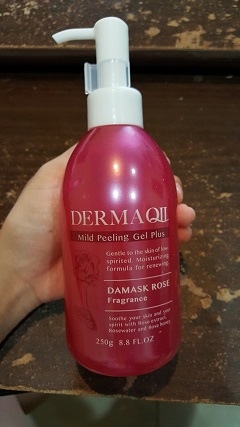 DERMAQII
Mild Peeling Gel Plus
Gentle to the skin of low
spirited. Moisturizing
formula for renewing.
DAMASK ROSE
Fragrance
Soothe your skin and your
spirit with Rose extract,
Rosewater and Rose honey
250g 8.8 FL.OZ